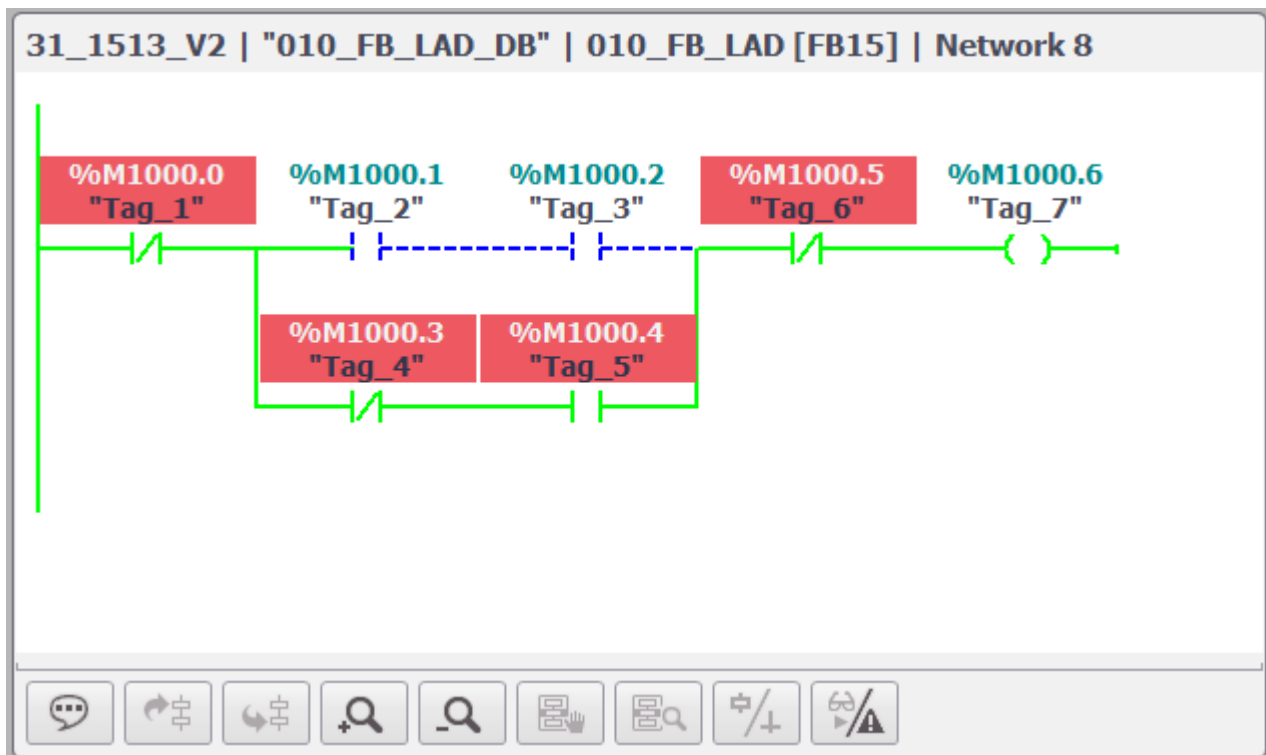 31_1513_V2 | "010_FB_LAD_DB" | 010_FB_LAD [FB15] | Network 8
%M1000.0 %M1000.1 %M1000.2 %M1000.5 %M1000.6
"Tag_1" "Tag_2" "Tag_3" "Tag_6" "Tag_7"
%M1000.3 %M1000.4
"Tag_4" "Tag_5"